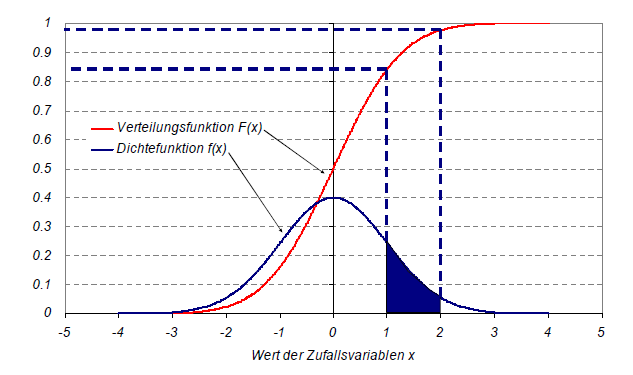 1
0.9
0.8
0.7
0.6
0.5
0.4
0.3
0.2
0.1
0
Verteilungsfunktion F(x)
Dichtefunktion f(x)
-5 -4 -3 -2 -1 0 1 2 3 4 5
Wert der Zufallsvariablen x